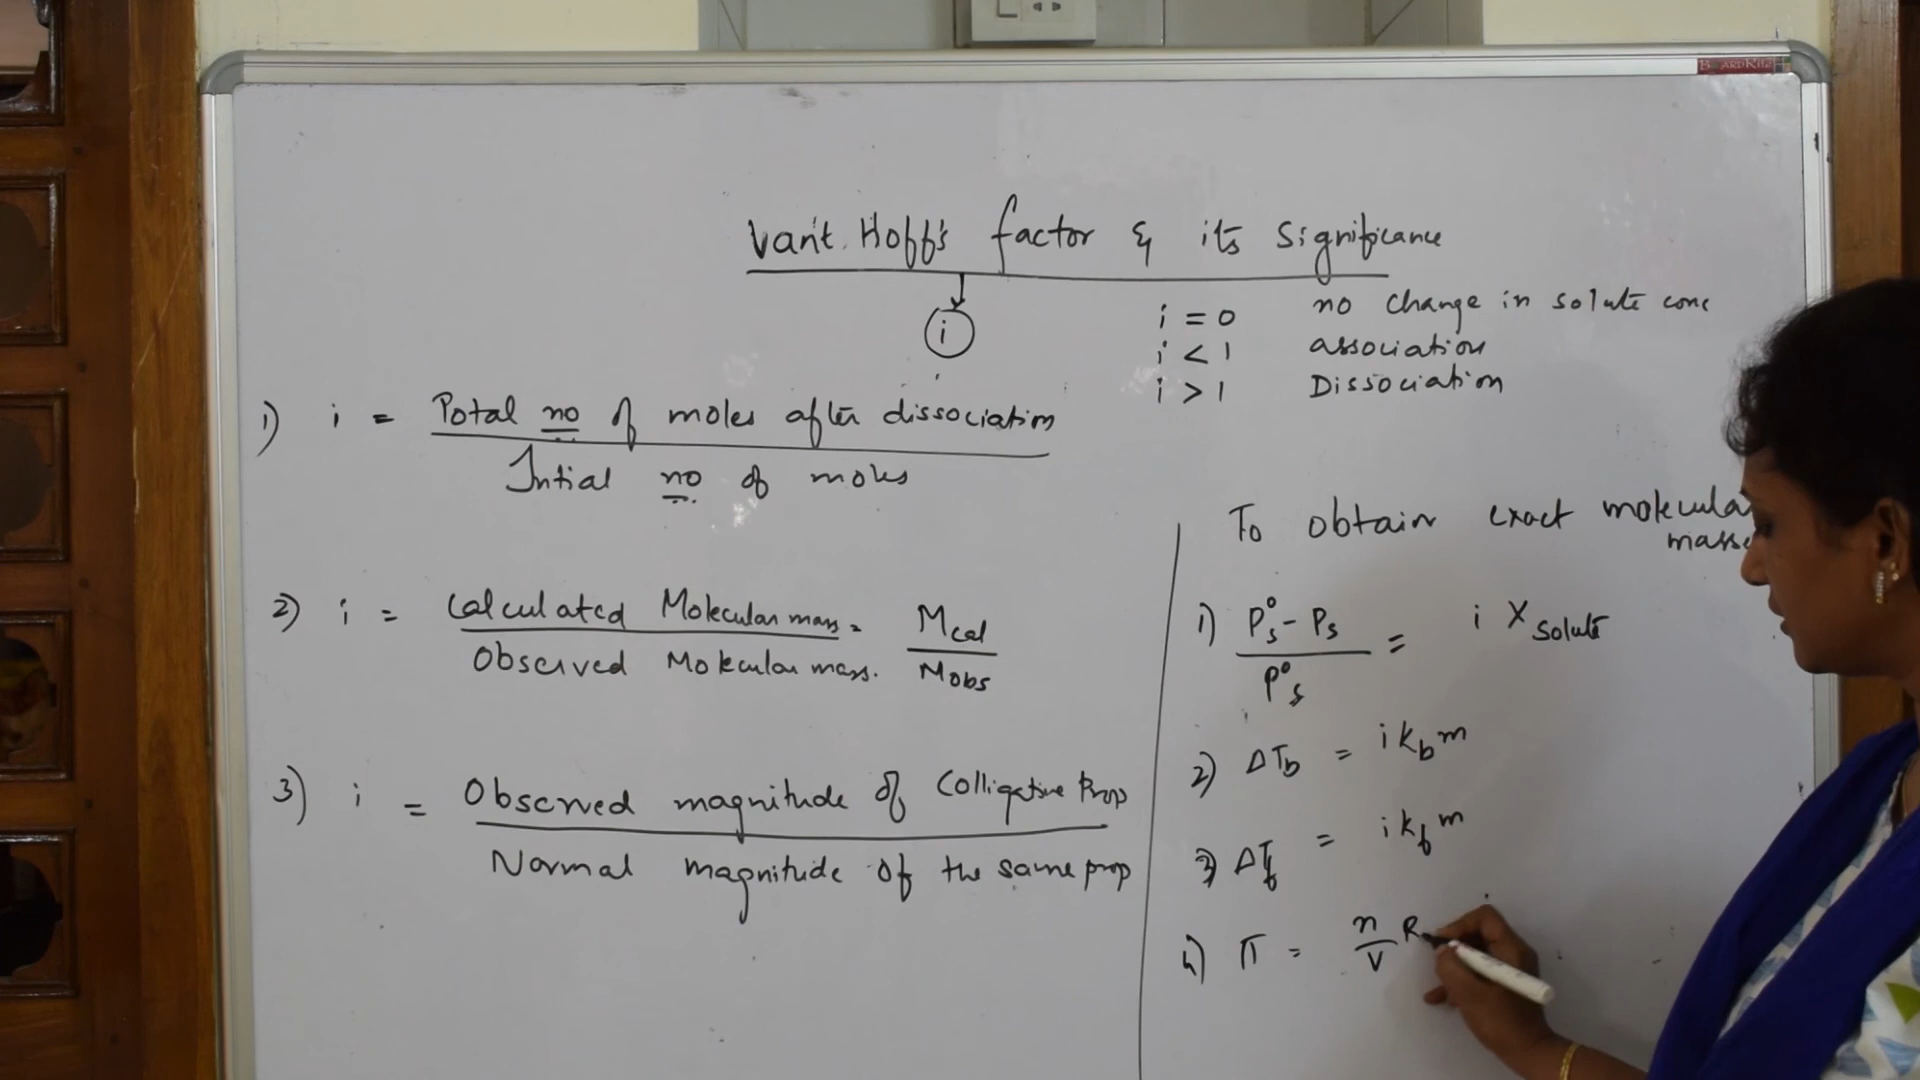 BOARDKitz
Van't Hoff's factor & its Significance
i
i = 0 no change in solute conc
i < 1 association
i > 1 Dissociation
1) i = Total no of moles after dissociation
Intial no of moles
To obtain exact molecular
masse
2) i = Calculated Molecular mass = Mcal
Observed Molecular mass. Mobs
1) P°s - Ps = i Xsolute
P°s
2) ΔTb = i kb m
3) i = Observed magnitude of Colligative Prop
Normal magnitude of the same prop
3) ΔTf = i kf m
4) π = n R
V